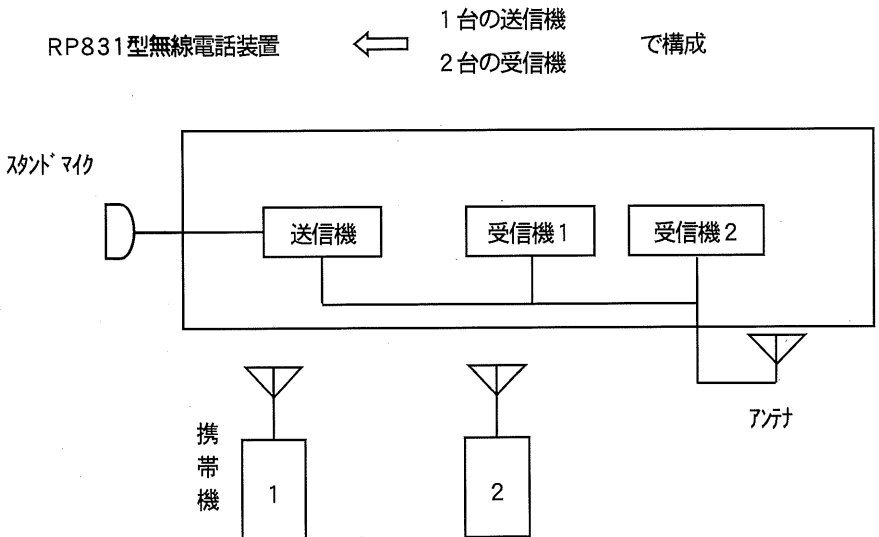 1台の送信機
RP831型無線電話装置
で構成
2台の受信機
スタンドマイク
送信機
受信機1
受信機2
アンテナ
携帯機
1
2